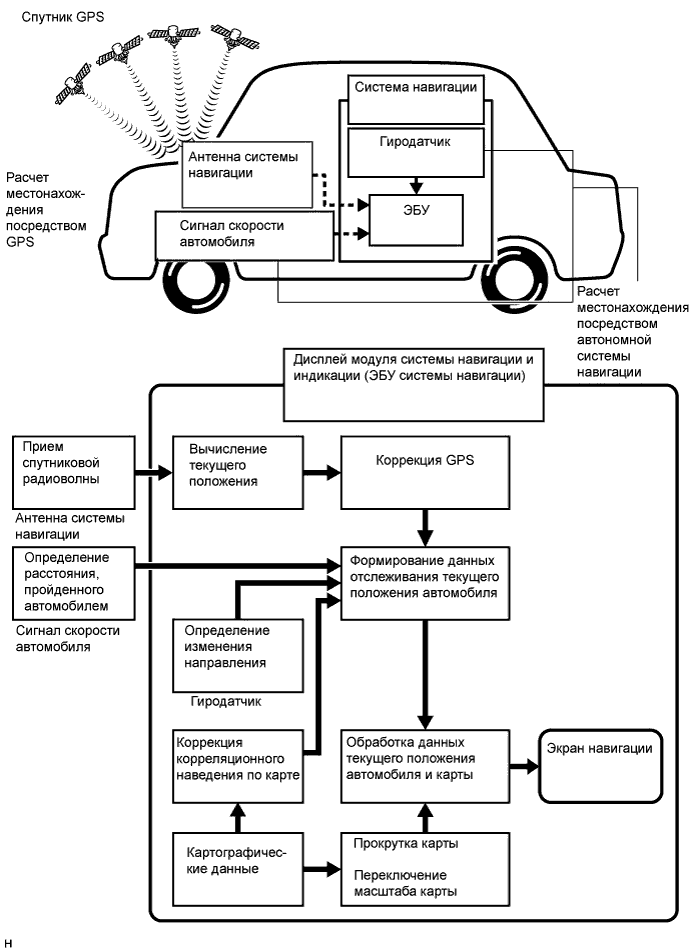 Спутник GPS
Система навигации
Гиродатчик
Антенна системы
навигации
ЭБУ
Расчет
местонахож-
дения
посредством
GPS
Сигнал скорости
автомобиля
Расчет
местонахождения
посредством
автономной
системы
навигации
Дисплей модуля системы навигации и
индикации (ЭБУ системы навигации)
Прием
спутниковой
радиоволны
Вычисление
текущего
положения
Коррекция GPS
Антенна системы
навигации
Определение
расстояния,
пройденного
автомобилем
Формирование данных
отслеживания текущего
положения автомобиля
Сигнал скорости
автомобиля
Определение
изменения
направления
Гиродатчик
Коррекция
корреляционного
наведения по карте
Обработка данных
текущего положения
автомобиля и карты
Экран навигации
Картографичес-
кие данные
Прокрутка карты
Переключение
масштаба карты
H